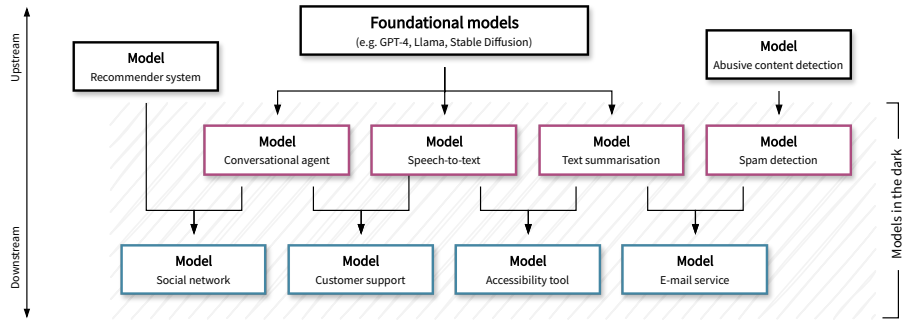 Upstream
Foundational models
(e.g. GPT-4, Llama, Stable Diffusion)
Model
Recommender system
Model
Abusive content detection
Model
Conversational agent
Model
Speech-to-text
Model
Text summarisation
Model
Spam detection
Models in the dark
Downstream
Model
Social network
Model
Customer support
Model
Accessibility tool
Model
E-mail service